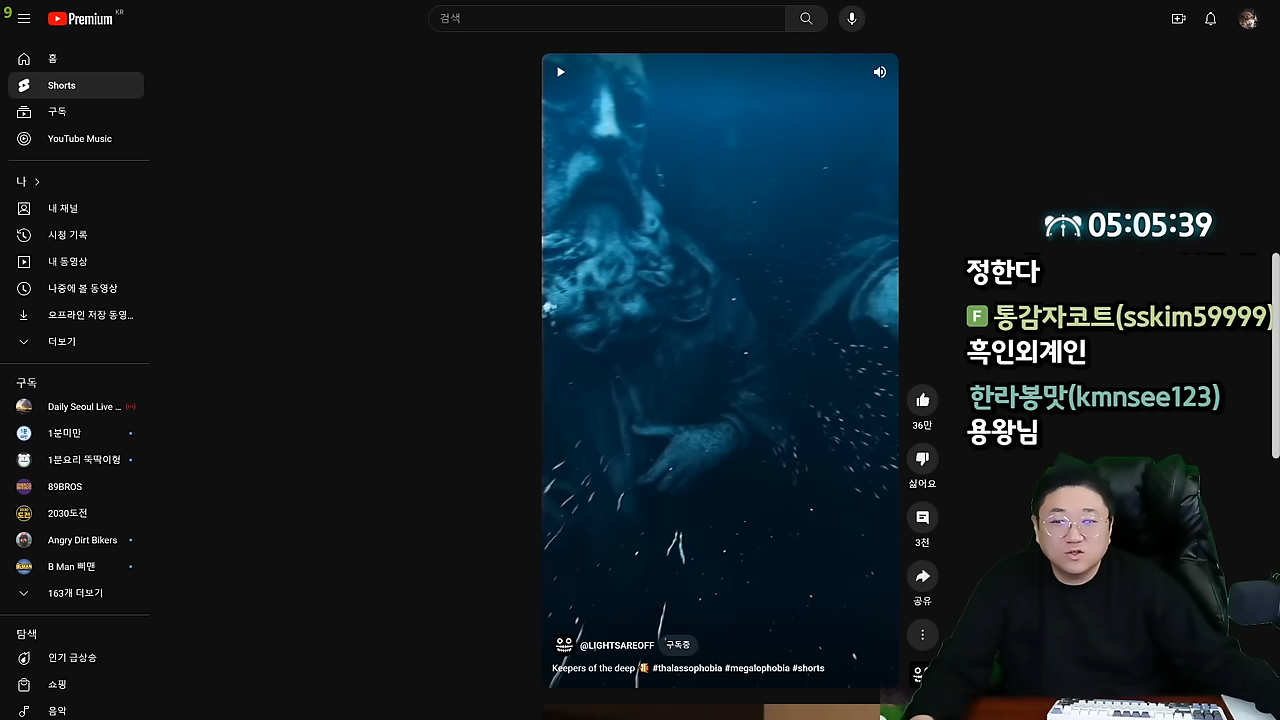 9
Premium KR
검색
홈
Shorts
구독
YouTube Music
나
내 채널
시청 기록
내 동영상
나중에 볼 동영상
오프라인 저장 동영...
더보기
구독
Daily Seoul Live ...
1분미만
1분요리 뚝딱이형
89BROS
2030도전
Angry Dirt Bikers
B Man 삐맨
163개 더보기
탐색
인기 급상승
쇼핑
음악
@LIGHTSAREOFF 구독중
Keepers of the deep #thalassophobia #megalophobia #shorts
36만
싫어요
3천
공유
05:05:39
정한다
F 통감자코트(sskim59999)
흑인외계인
한라봉맛(kmnsee123)
용왕님